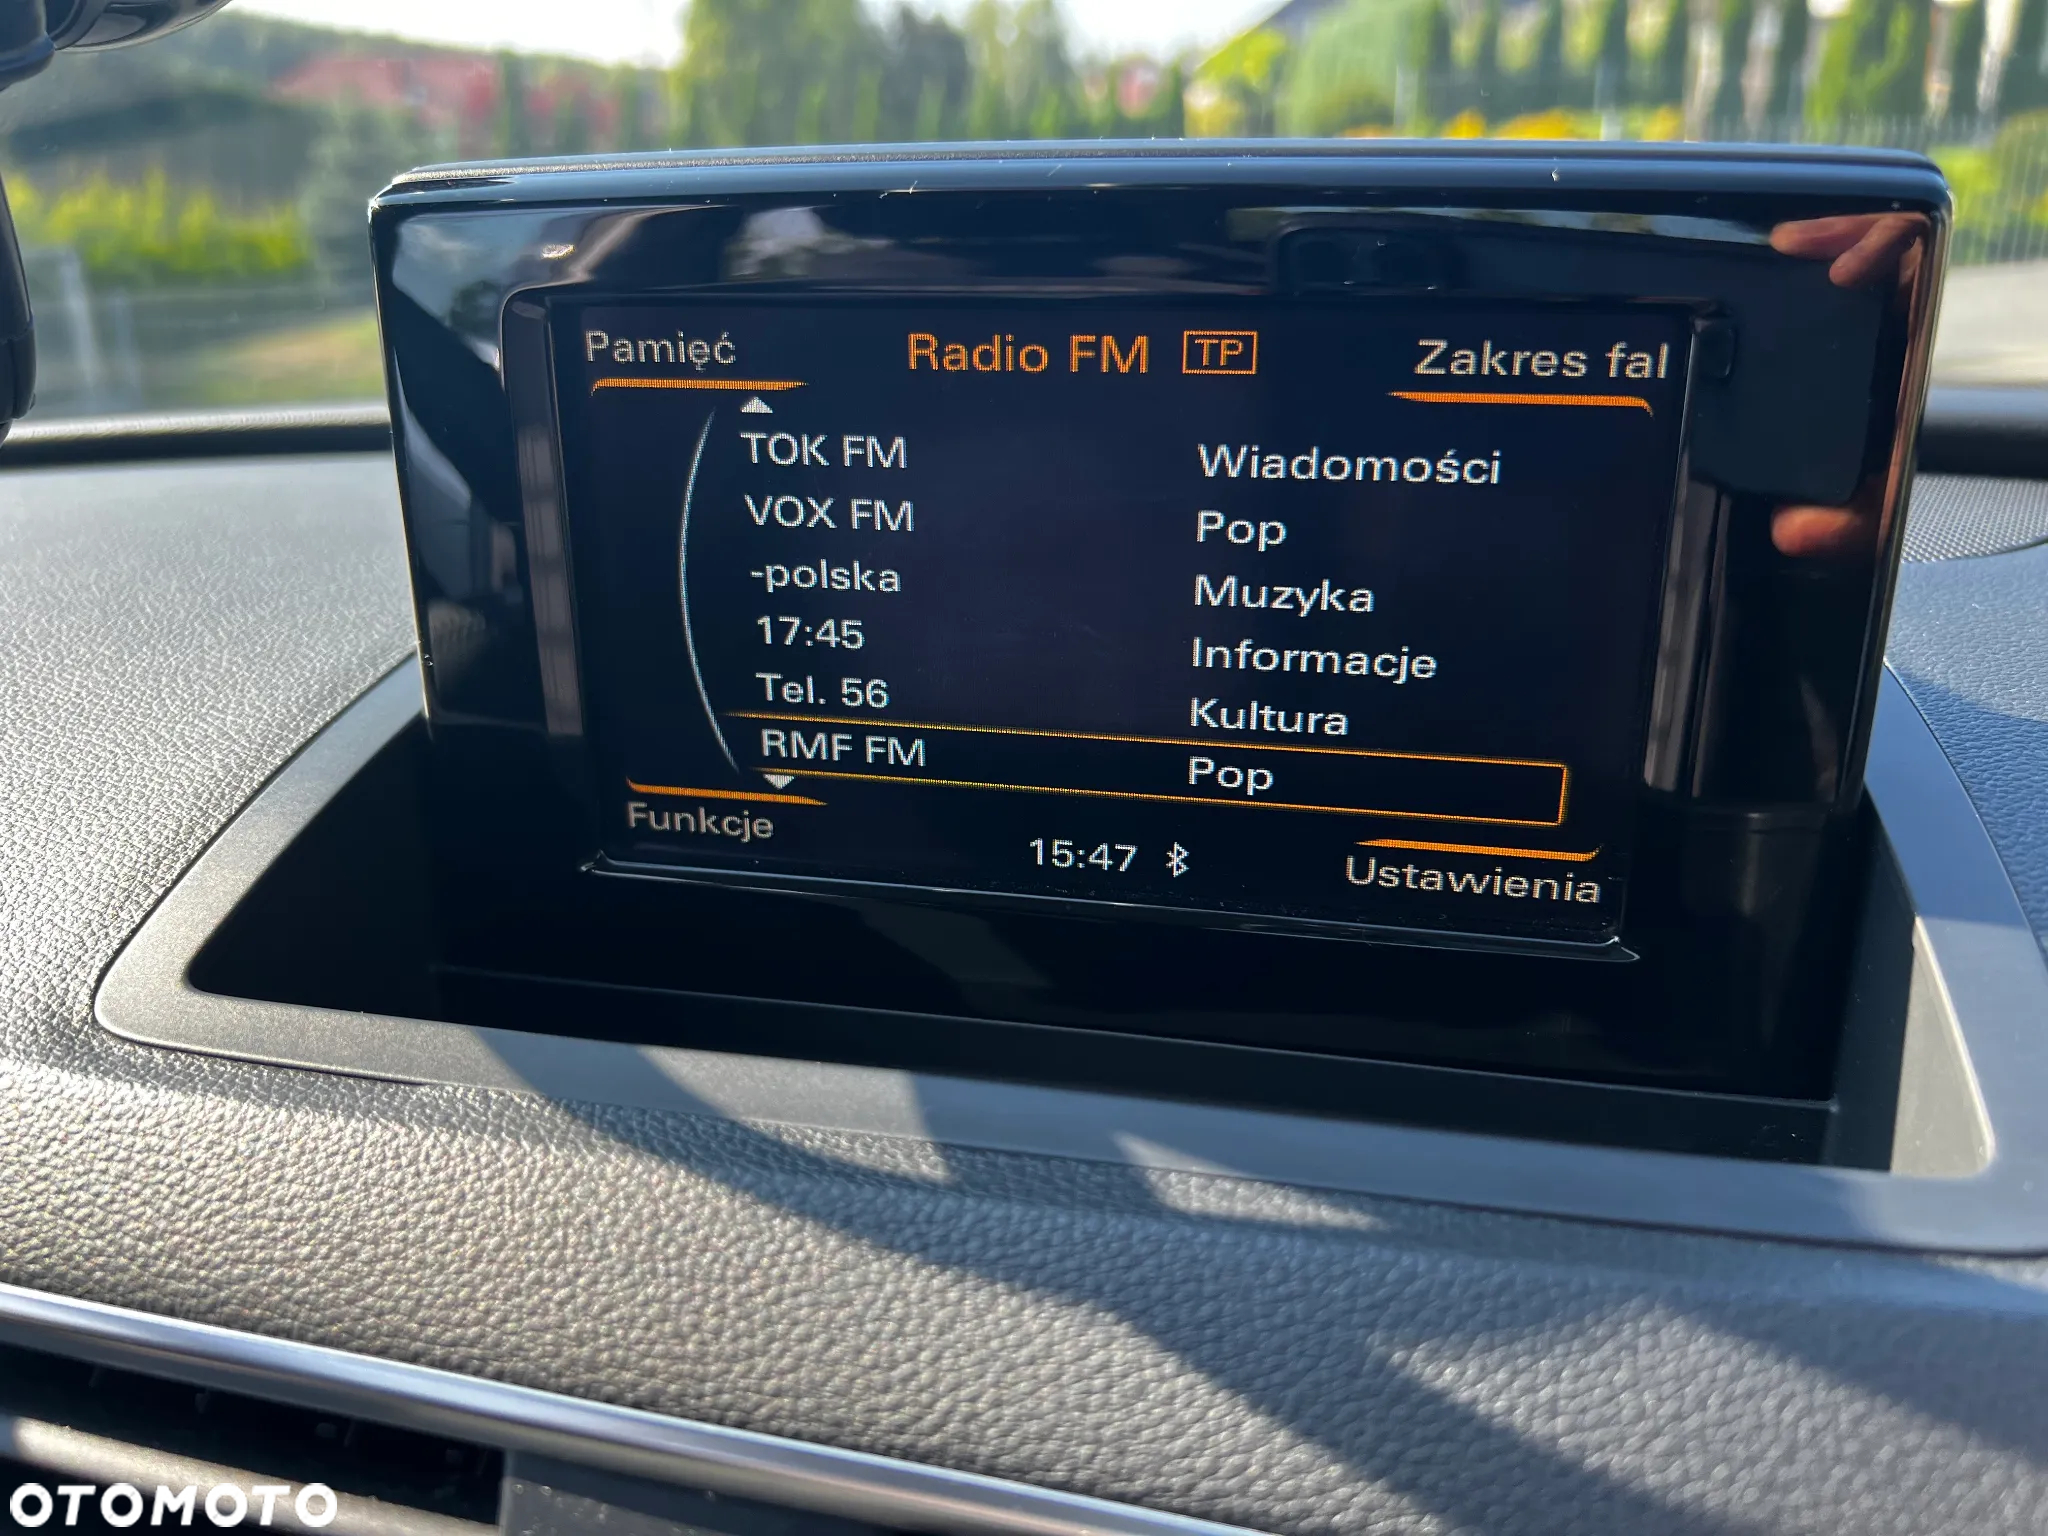 Pamięć Radio FM TP Zakres fal
TOK FM Wiadomości
VOX FM Pop
-polska Muzyka
17:45 Informacje
Tel. 56 Kultura
RMF FM Pop
Funkcje 15:47 Ustawienia
OTOMOTO